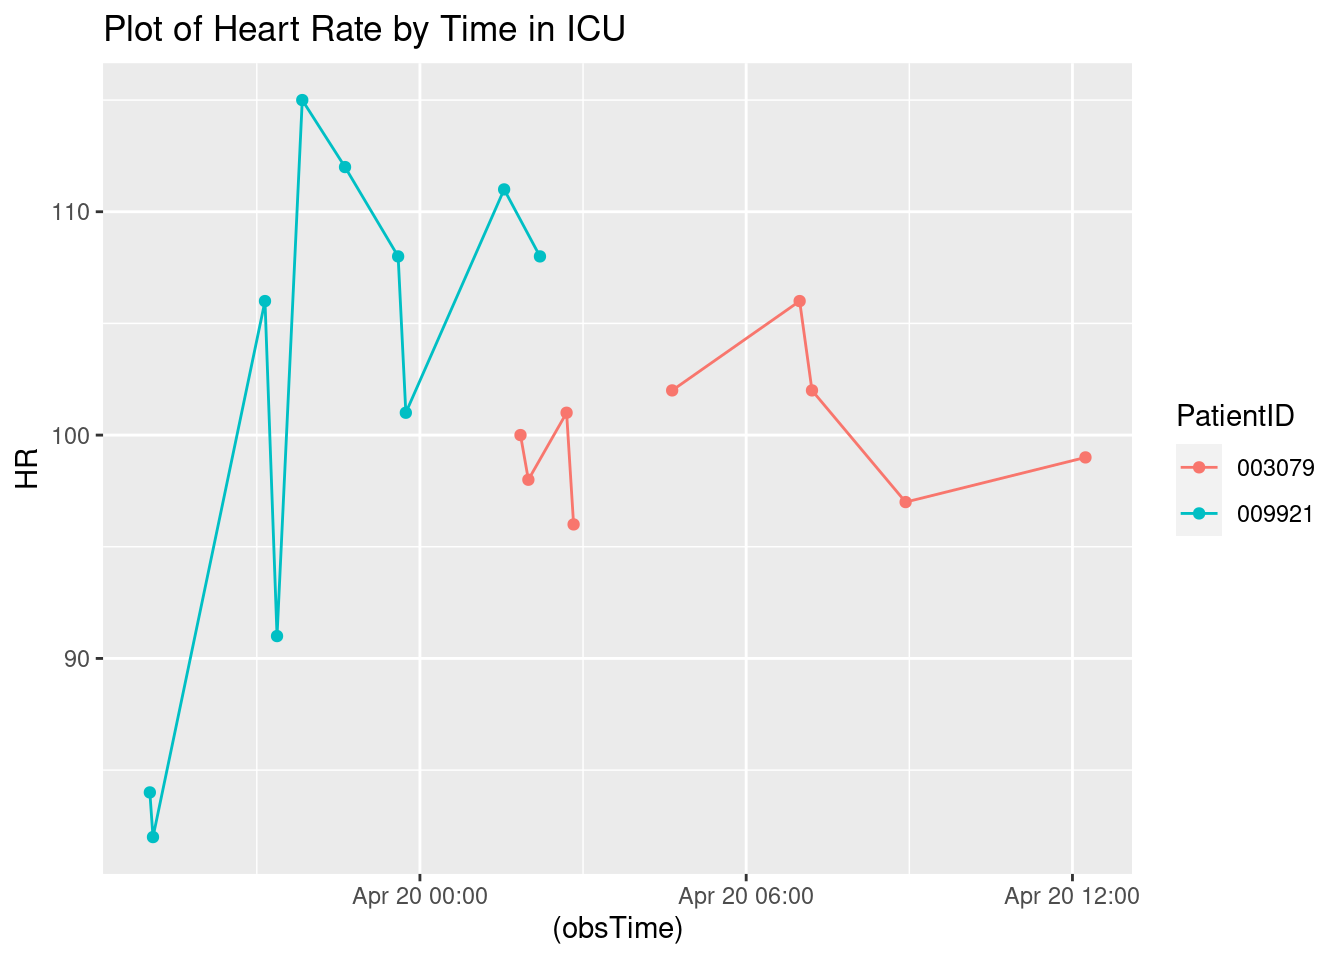 Plot of Heart Rate by Time in ICU
110
100
90
HR
Apr 20 00:00
Apr 20 06:00
Apr 20 12:00
(obsTime)
PatientID
003079
009921